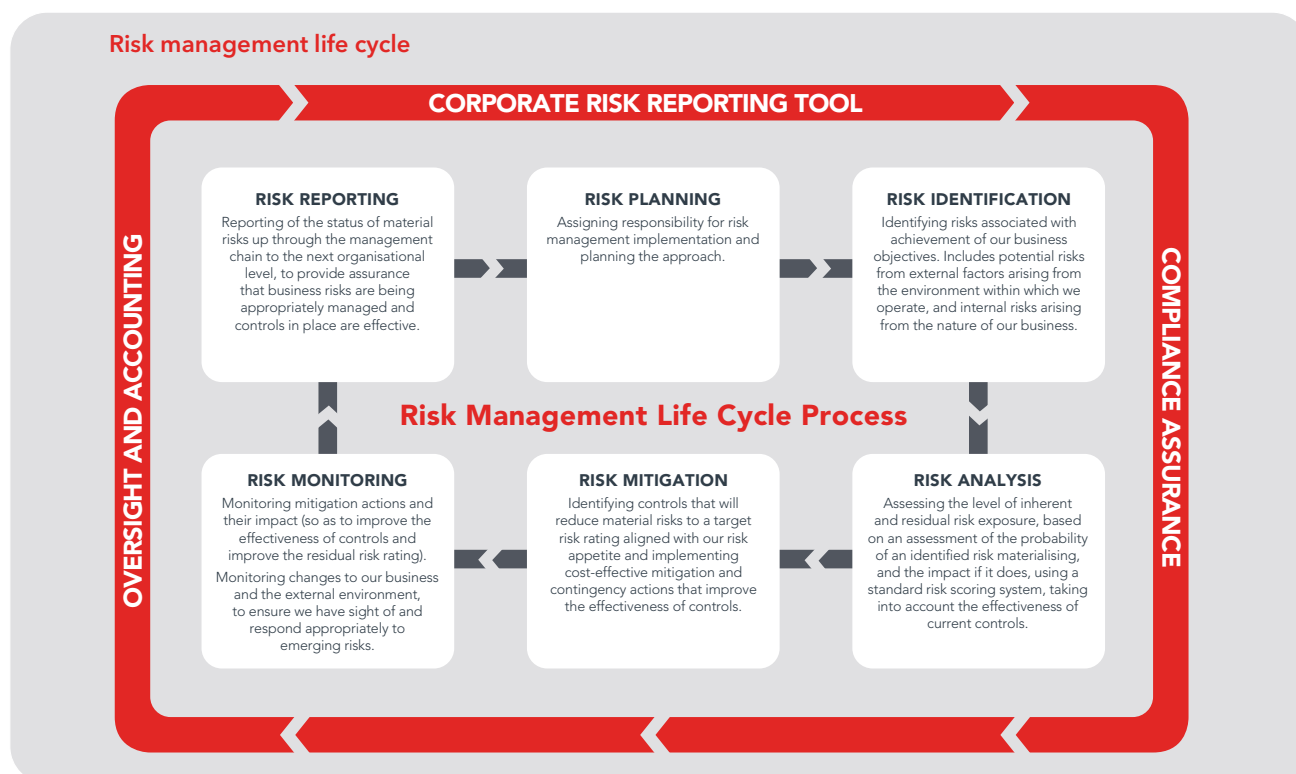 Risk management life cycle
CORPORATE RISK REPORTING TOOL
OVERSIGHT AND ACCOUNTING
COMPLIANCE ASSURANCE
RISK REPORTING
Reporting of the status of material
risks up through the management
chain to the next organisational
level, to provide assurance
that business risks are being
appropriately managed and
controls in place are effective.
RISK PLANNING
Assigning responsibility for risk
management implementation and
planning the approach.
RISK IDENTIFICATION
Identifying risks associated with
achievement of our business
objectives. Includes potential risks
from external factors arising from
the environment within which we
operate, and internal risks arising
from the nature of our business.
Risk Management Life Cycle Process
RISK MONITORING
Monitoring mitigation actions and
their impact (so as to improve the
effectiveness of controls and
improve the residual risk rating).
Monitoring changes to our business
and the external environment,
to ensure we have sight of and
respond appropriately to
emerging risks.
RISK MITIGATION
Identifying controls that will
reduce material risks to a target
risk rating aligned with our risk
appetite and implementing
cost-effective mitigation and
contingency actions that improve
the effectiveness of controls.
RISK ANALYSIS
Assessing the level of inherent
and residual risk exposure, based
on an assessment of the probability
of an identified risk materialising,
and the impact if it does, using a
standard risk scoring system, taking
into account the effectiveness of
current controls.